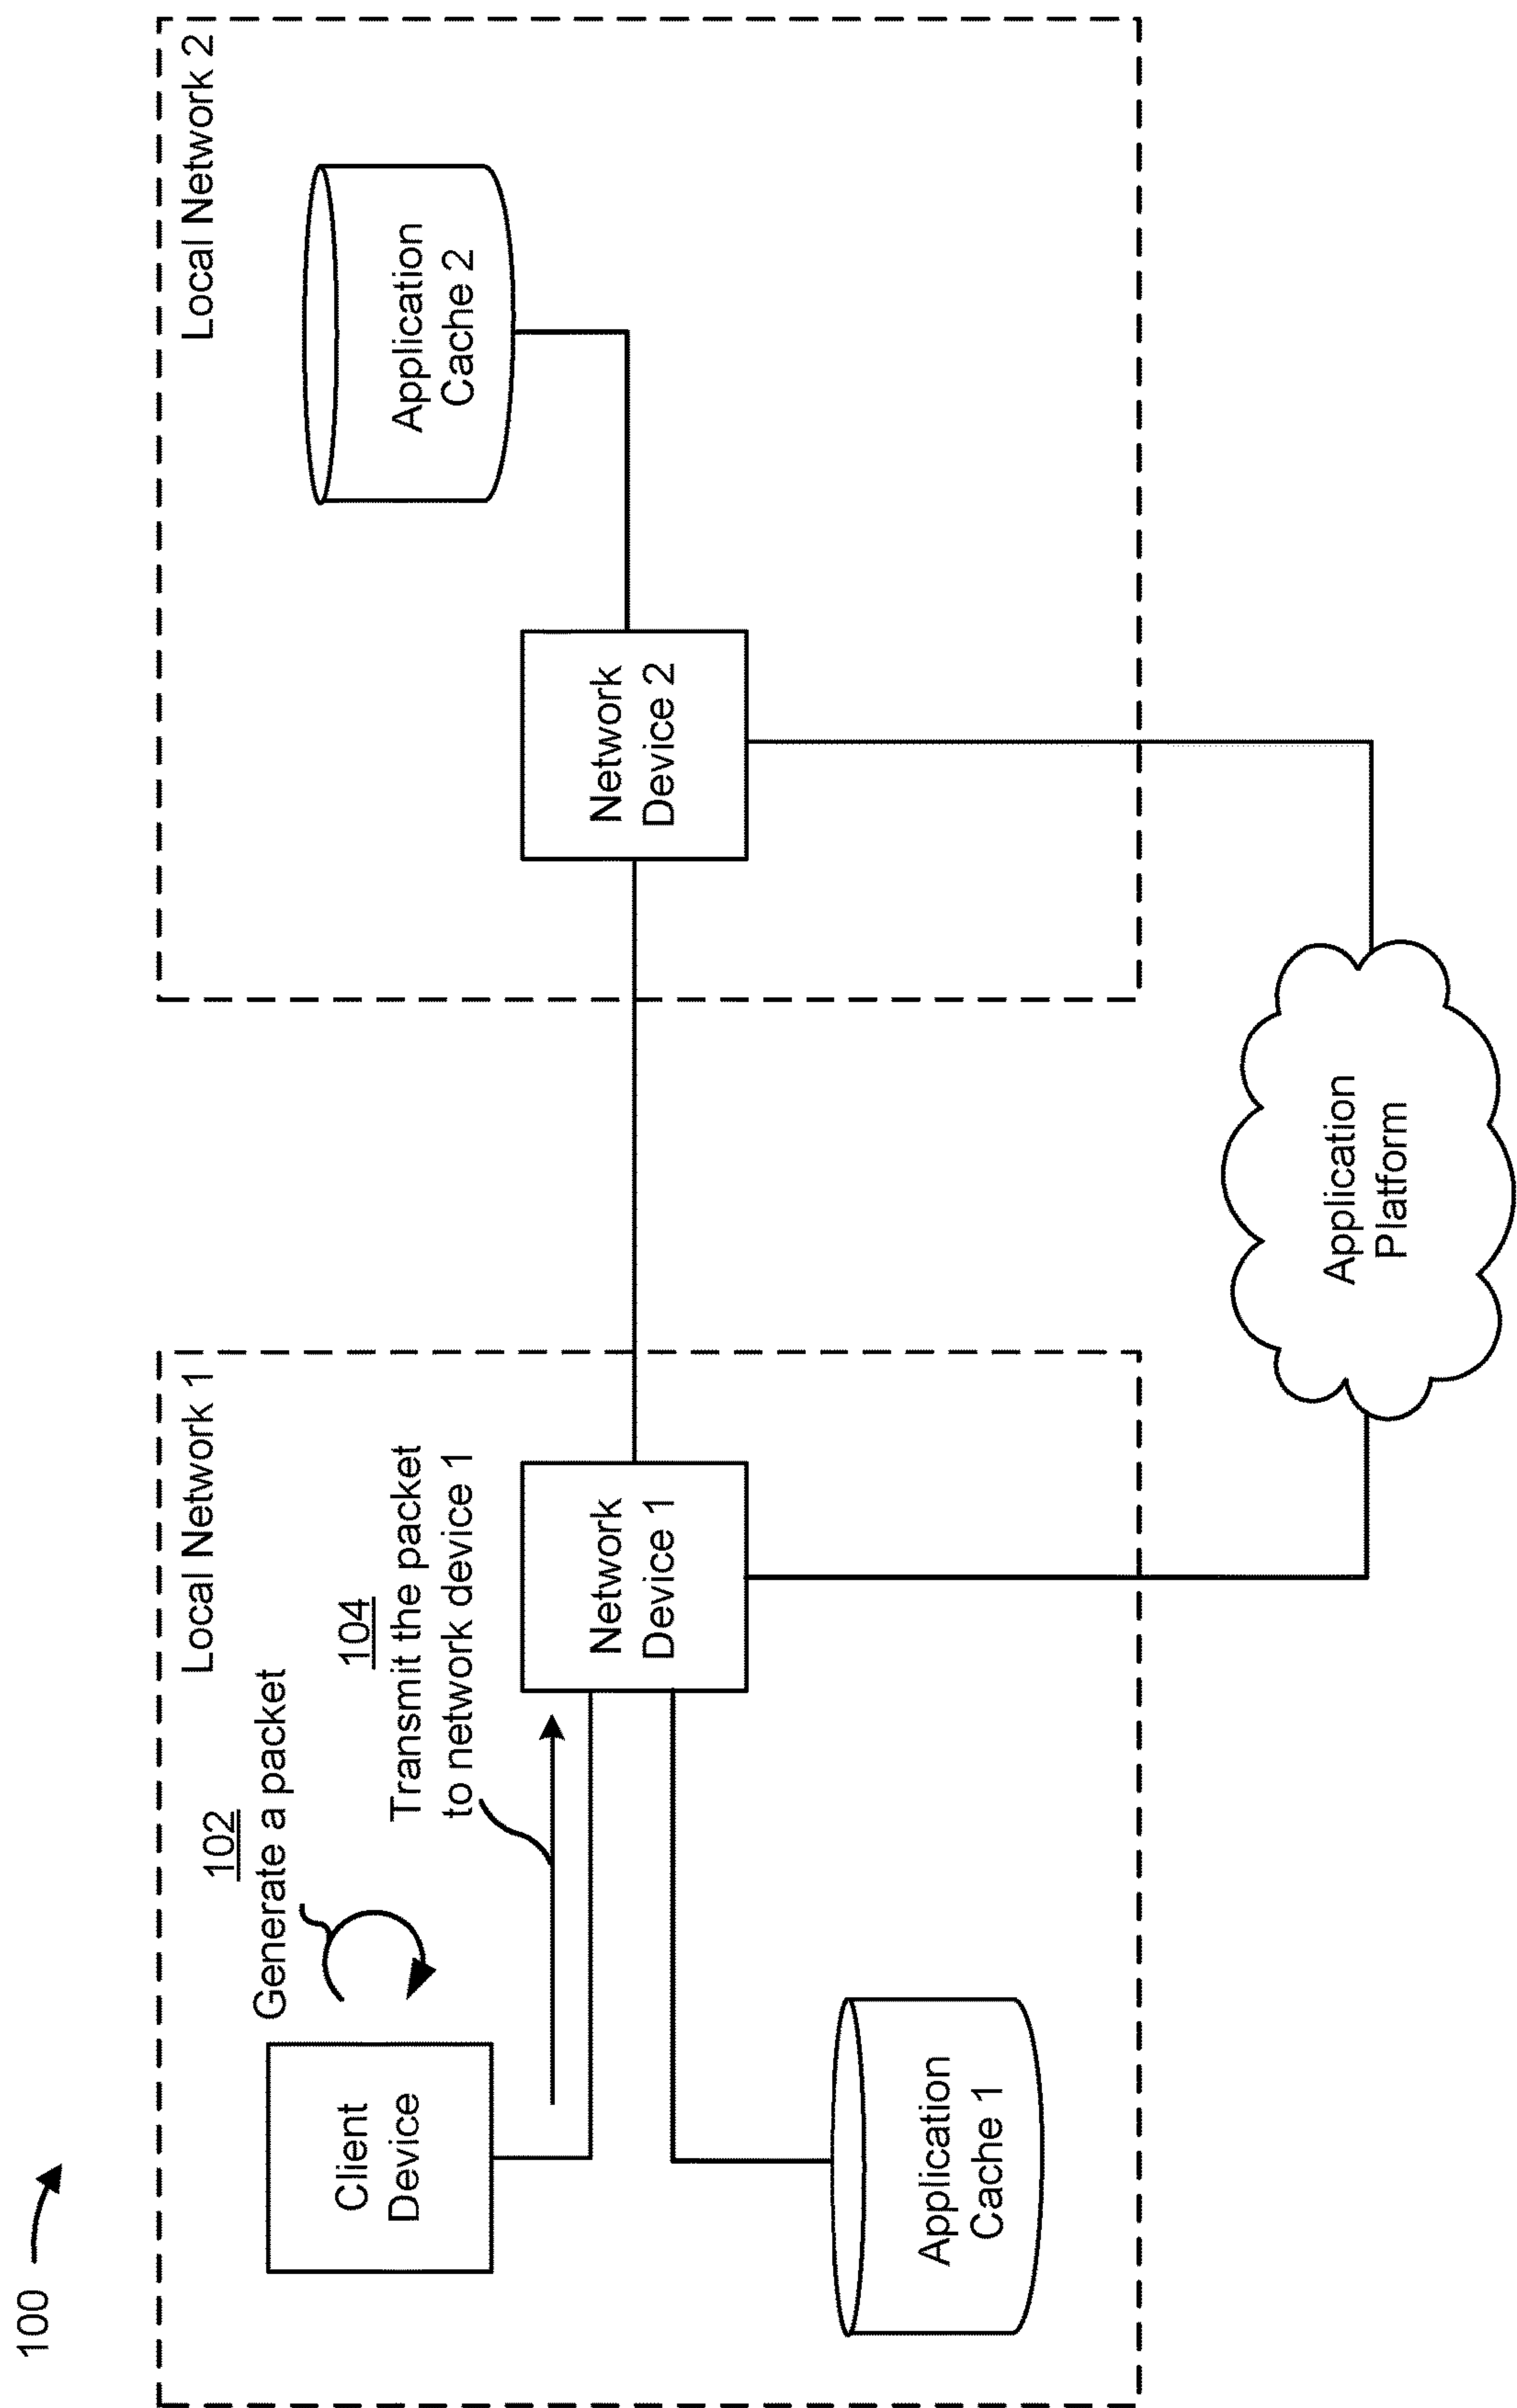 100
Local Network 1
102
Generate a packet
104
Transmit the packet
to network device 1
Client
Device
Network
Device 1
Application
Cache 1
Local Network 2
Application
Cache 2
Network
Device 2
Application
Platform